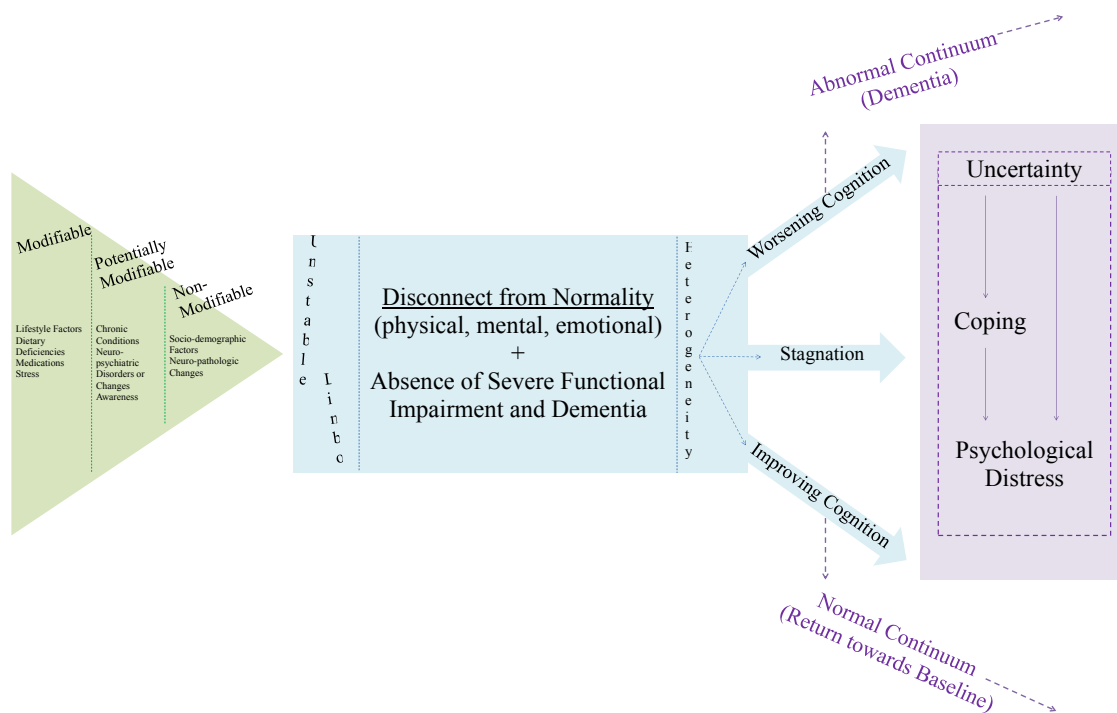 Modifiable
Lifestyle Factors
Dietary
Deficiencies
Medications
Stress
Potentially
Modifiable
Chronic
Conditions
Neuro-
psychiatric
Disorders or
Changes
Awareness
Non-
Modifiable
Socio-demographic
Factors
Neuro-pathologic
Changes
Unstable
Limbo
Disconnect from Normality
(physical, mental, emotional)
+
Absence of Severe Functional
Impairment and Dementia
Heterogeneity
Worsening Cognition
Stagnation
Improving Cognition
Abnormal Continuum
(Dementia)
Normal Continuum
(Return towards Baseline)
Uncertainty
Coping
Psychological
Distress